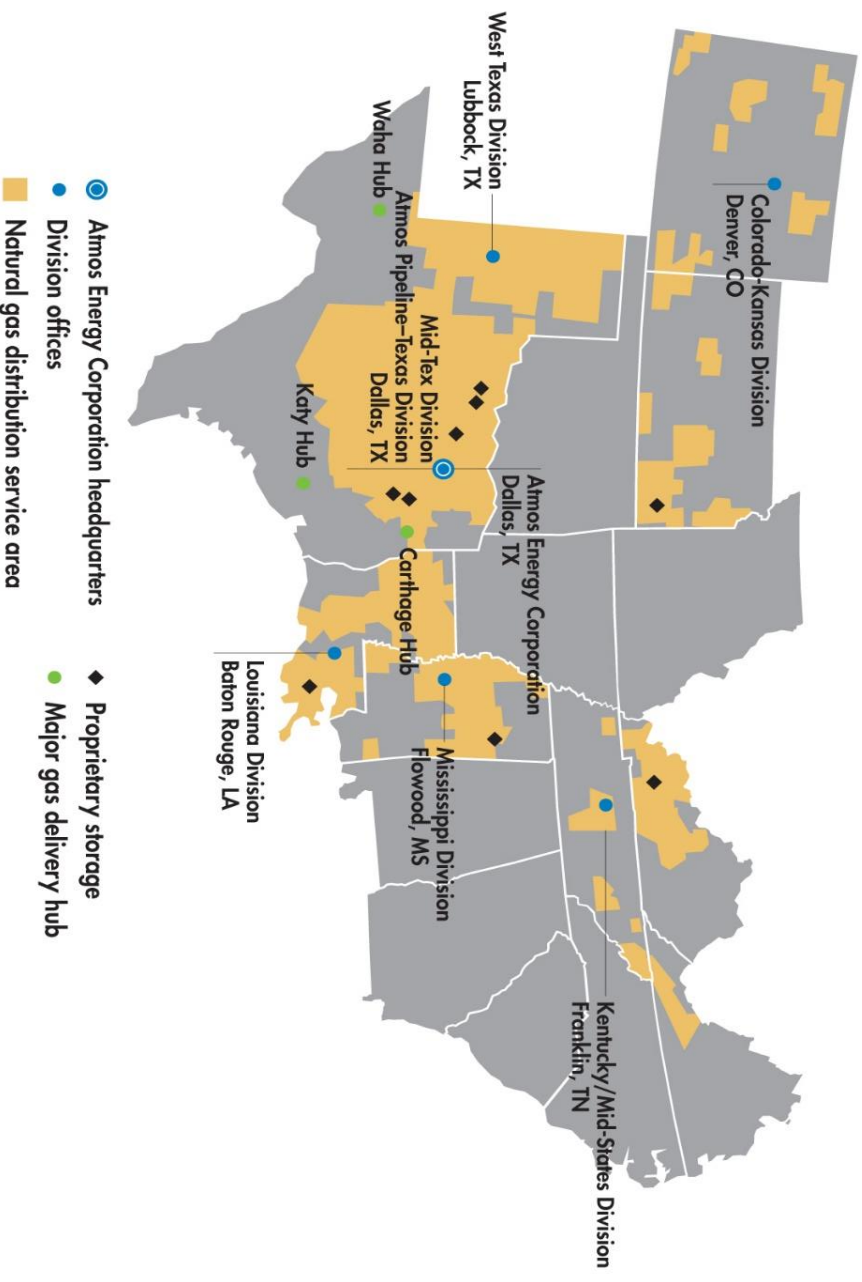 Colorado-Kansas Division
Denver, CO
West Texas Division
Lubbock, TX
Atmos Energy Corporation
Dallas, TX
Kentucky/Mid-States Division
Franklin, TN
Mid-Tex Division
Atmos Pipeline–Texas Division
Dallas, TX
Mississippi Division
Flowood, MS
Waha Hub
Carthage Hub
Katy Hub
Louisiana Division
Baton Rouge, LA
Atmos Energy Corporation headquarters
Division offices
Natural gas distribution service area
Proprietary storage
Major gas delivery hub